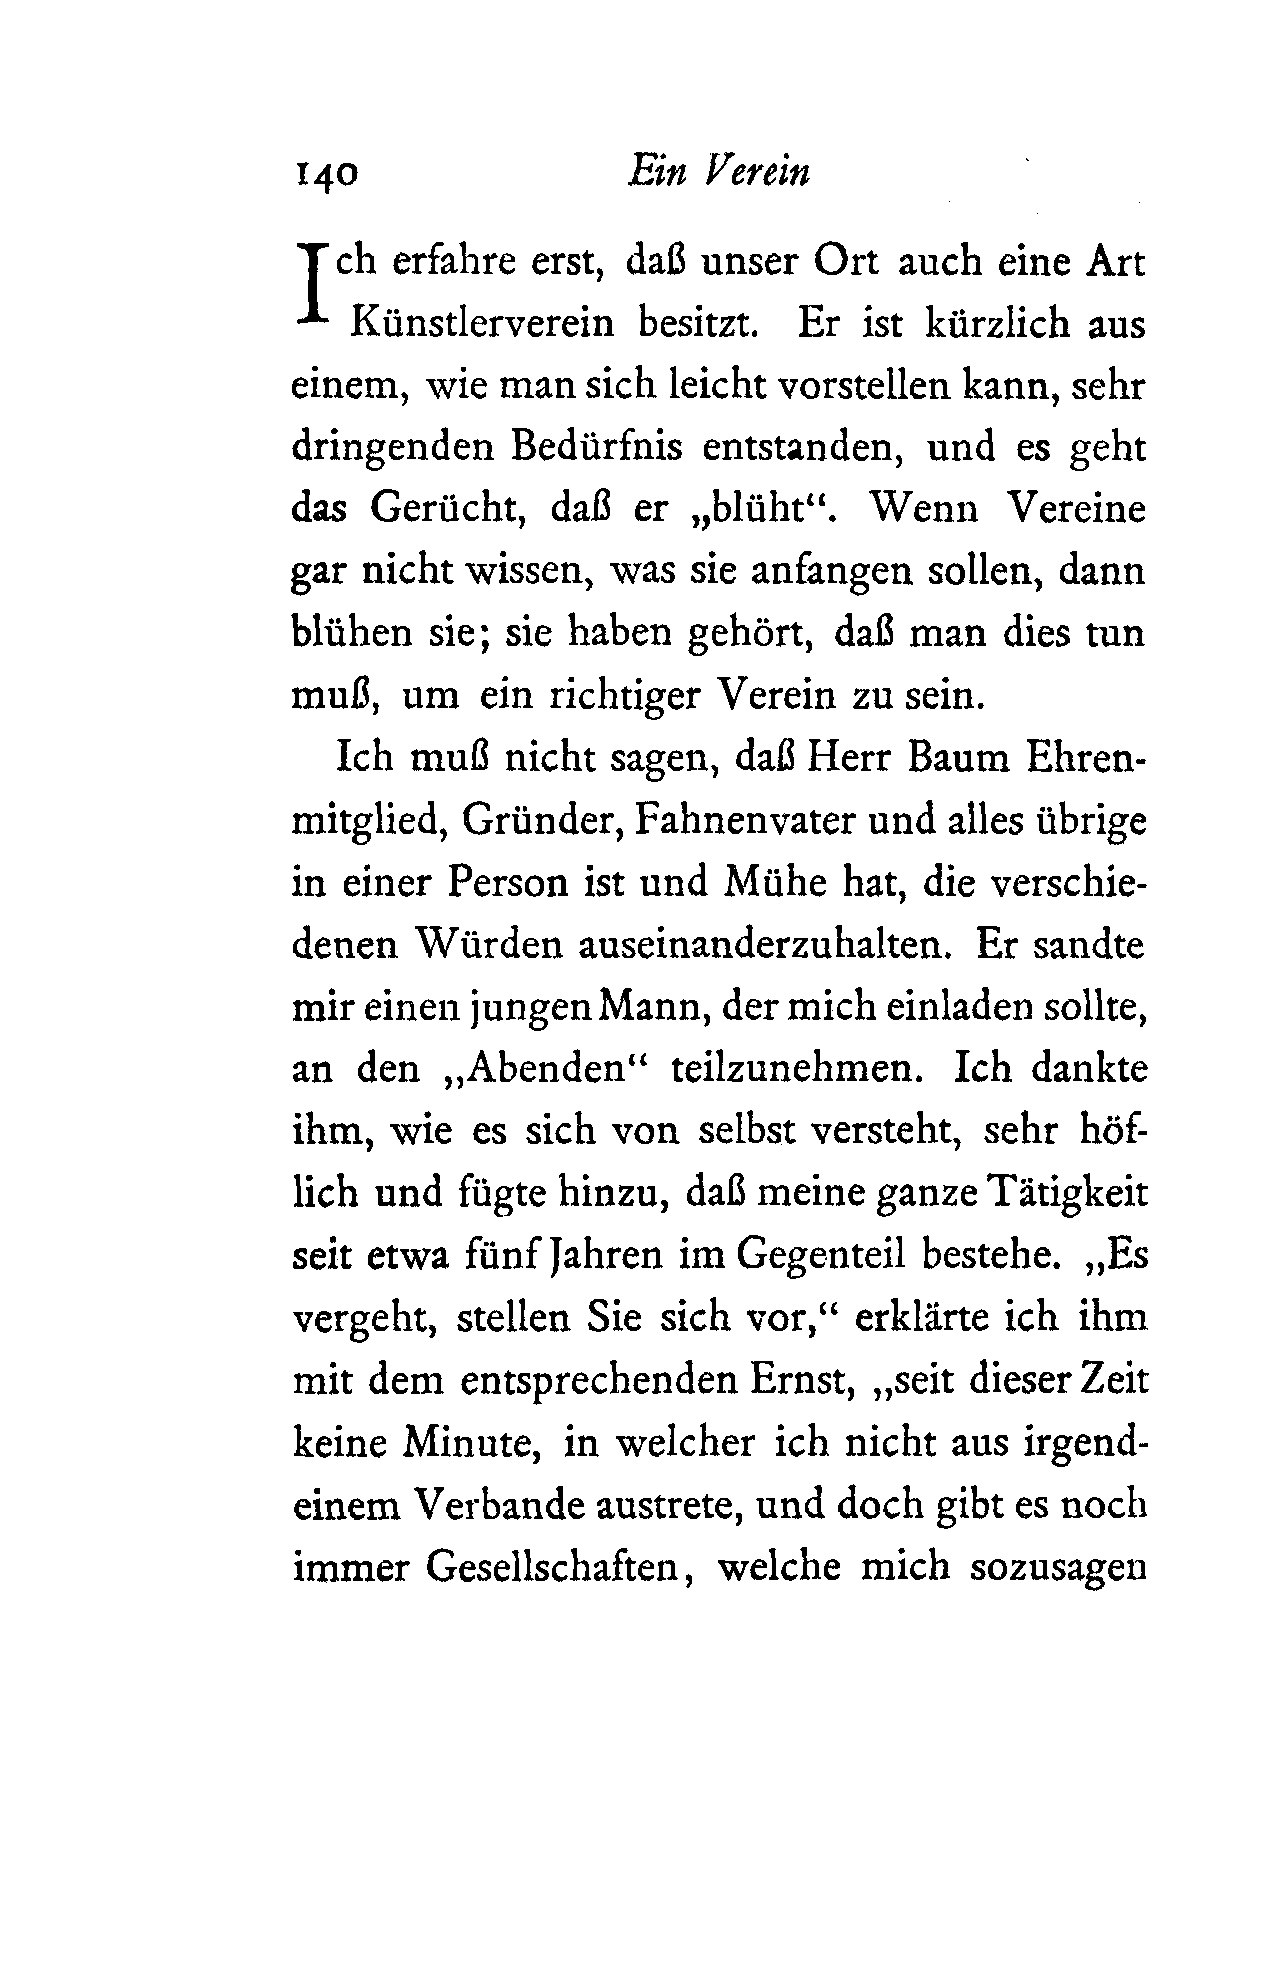 140 Ein Verein
Ich erfahre erst, daß unser Ort auch eine Art
Künstlerverein besitzt. Er ist kürzlich aus
einem, wie man sich leicht vorstellen kann, sehr
dringenden Bedürfnis entstanden, und es geht
das Gerücht, daß er „blüht“. Wenn Vereine
gar nicht wissen, was sie anfangen sollen, dann
blühen sie; sie haben gehört, daß man dies tun
muß, um ein richtiger Verein zu sein.
Ich muß nicht sagen, daß Herr Baum Ehren-
mitglied, Gründer, Fahnenvater und alles übrige
in einer Person ist und Mühe hat, die verschie-
denen Würden auseinanderzuhalten. Er sandte
mir einen jungen Mann, der mich einladen sollte,
an den „Abenden“ teilzunehmen. Ich dankte
ihm, wie es sich von selbst versteht, sehr höf-
lich und fügte hinzu, daß meine ganze Tätigkeit
seit etwa fünf Jahren im Gegenteil bestehe. „Es
vergeht, stellen Sie sich vor,“ erklärte ich ihm
mit dem entsprechenden Ernst, „seit dieser Zeit
keine Minute, in welcher ich nicht aus irgend-
einem Verbande austrete, und doch gibt es noch
immer Gesellschaften, welche mich sozusagen